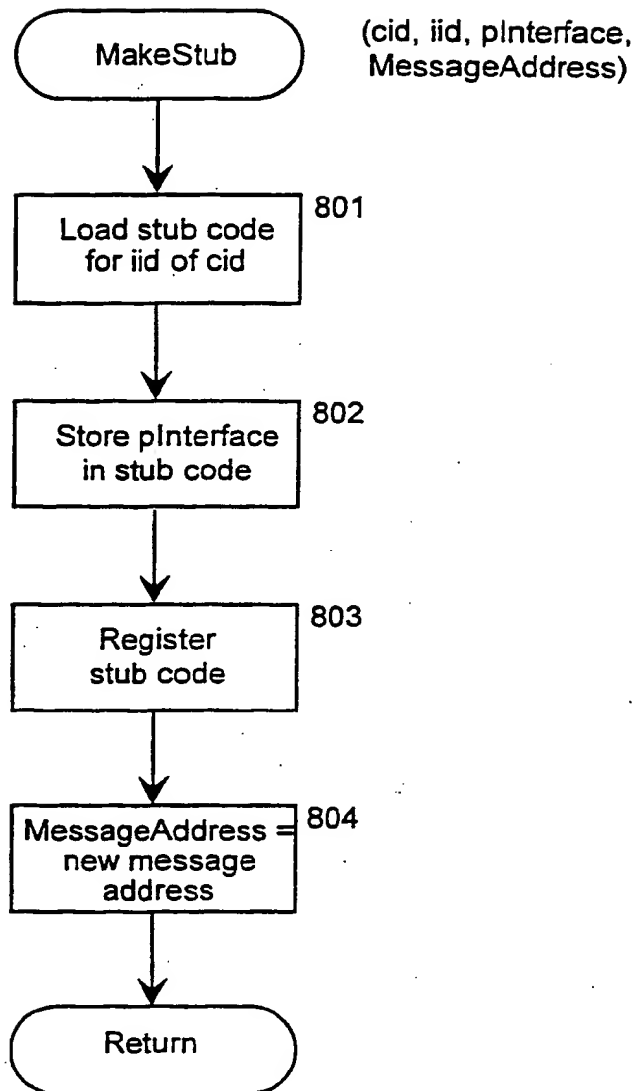 MakeStub
(cid, iid, pInterface,
MessageAddress)
801
Load stub code
for iid of cid
802
Store pInterface
in stub code
803
Register
stub code
804
MessageAddress =
new message
address
Return